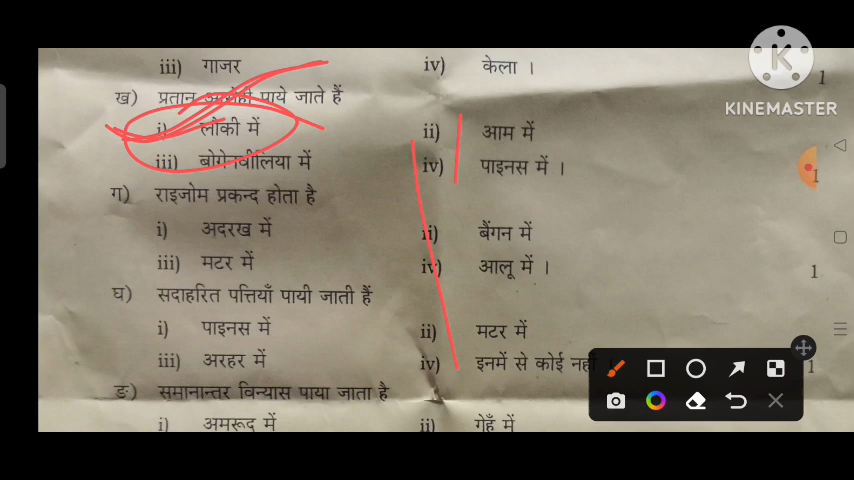 iii) गाजर iv) केला ।
1
KINEMASTER
ख) प्रतान आरोही पाये जाते हैं
i) लौकी में ii) आम में
iii) बोगेनवीलिया में iv) पाइनस में । 1
ग) राइजोम प्रकन्द होता है
i) अदरख में ii) बैंगन में
iii) मटर में iv) आलू में । 1
घ) सदाहरित पत्तियाँ पायी जाती हैं
i) पाइनस में ii) मटर में
iii) अरहर में iv) इनमें से कोई नहीं 1
ङ) समानान्तर विन्यास पाया जाता है
i) अमरूद में ii) गेहूँ में